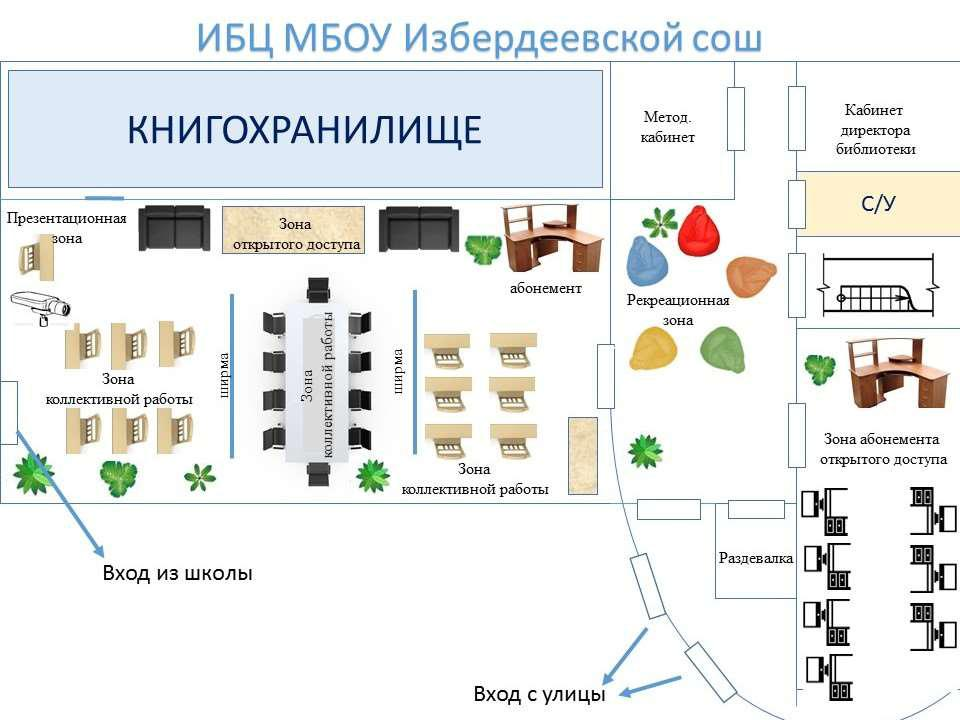 ИБЦ МБОУ Избердеевской сош
КНИГОХРАНИЛИЩЕ
Метод.
кабинет
Кабинет
директора
библиотеки
С/У
Презентационная
зона
Зона
открытого доступа
абонемент
Рекреационная
зона
ширма
Зона
коллективной работы
ширма
Зона
коллективной работы
Зона
коллективной работы
Зона абонемента
открытого доступа
Раздевалка
Вход из школы
Вход с улицы